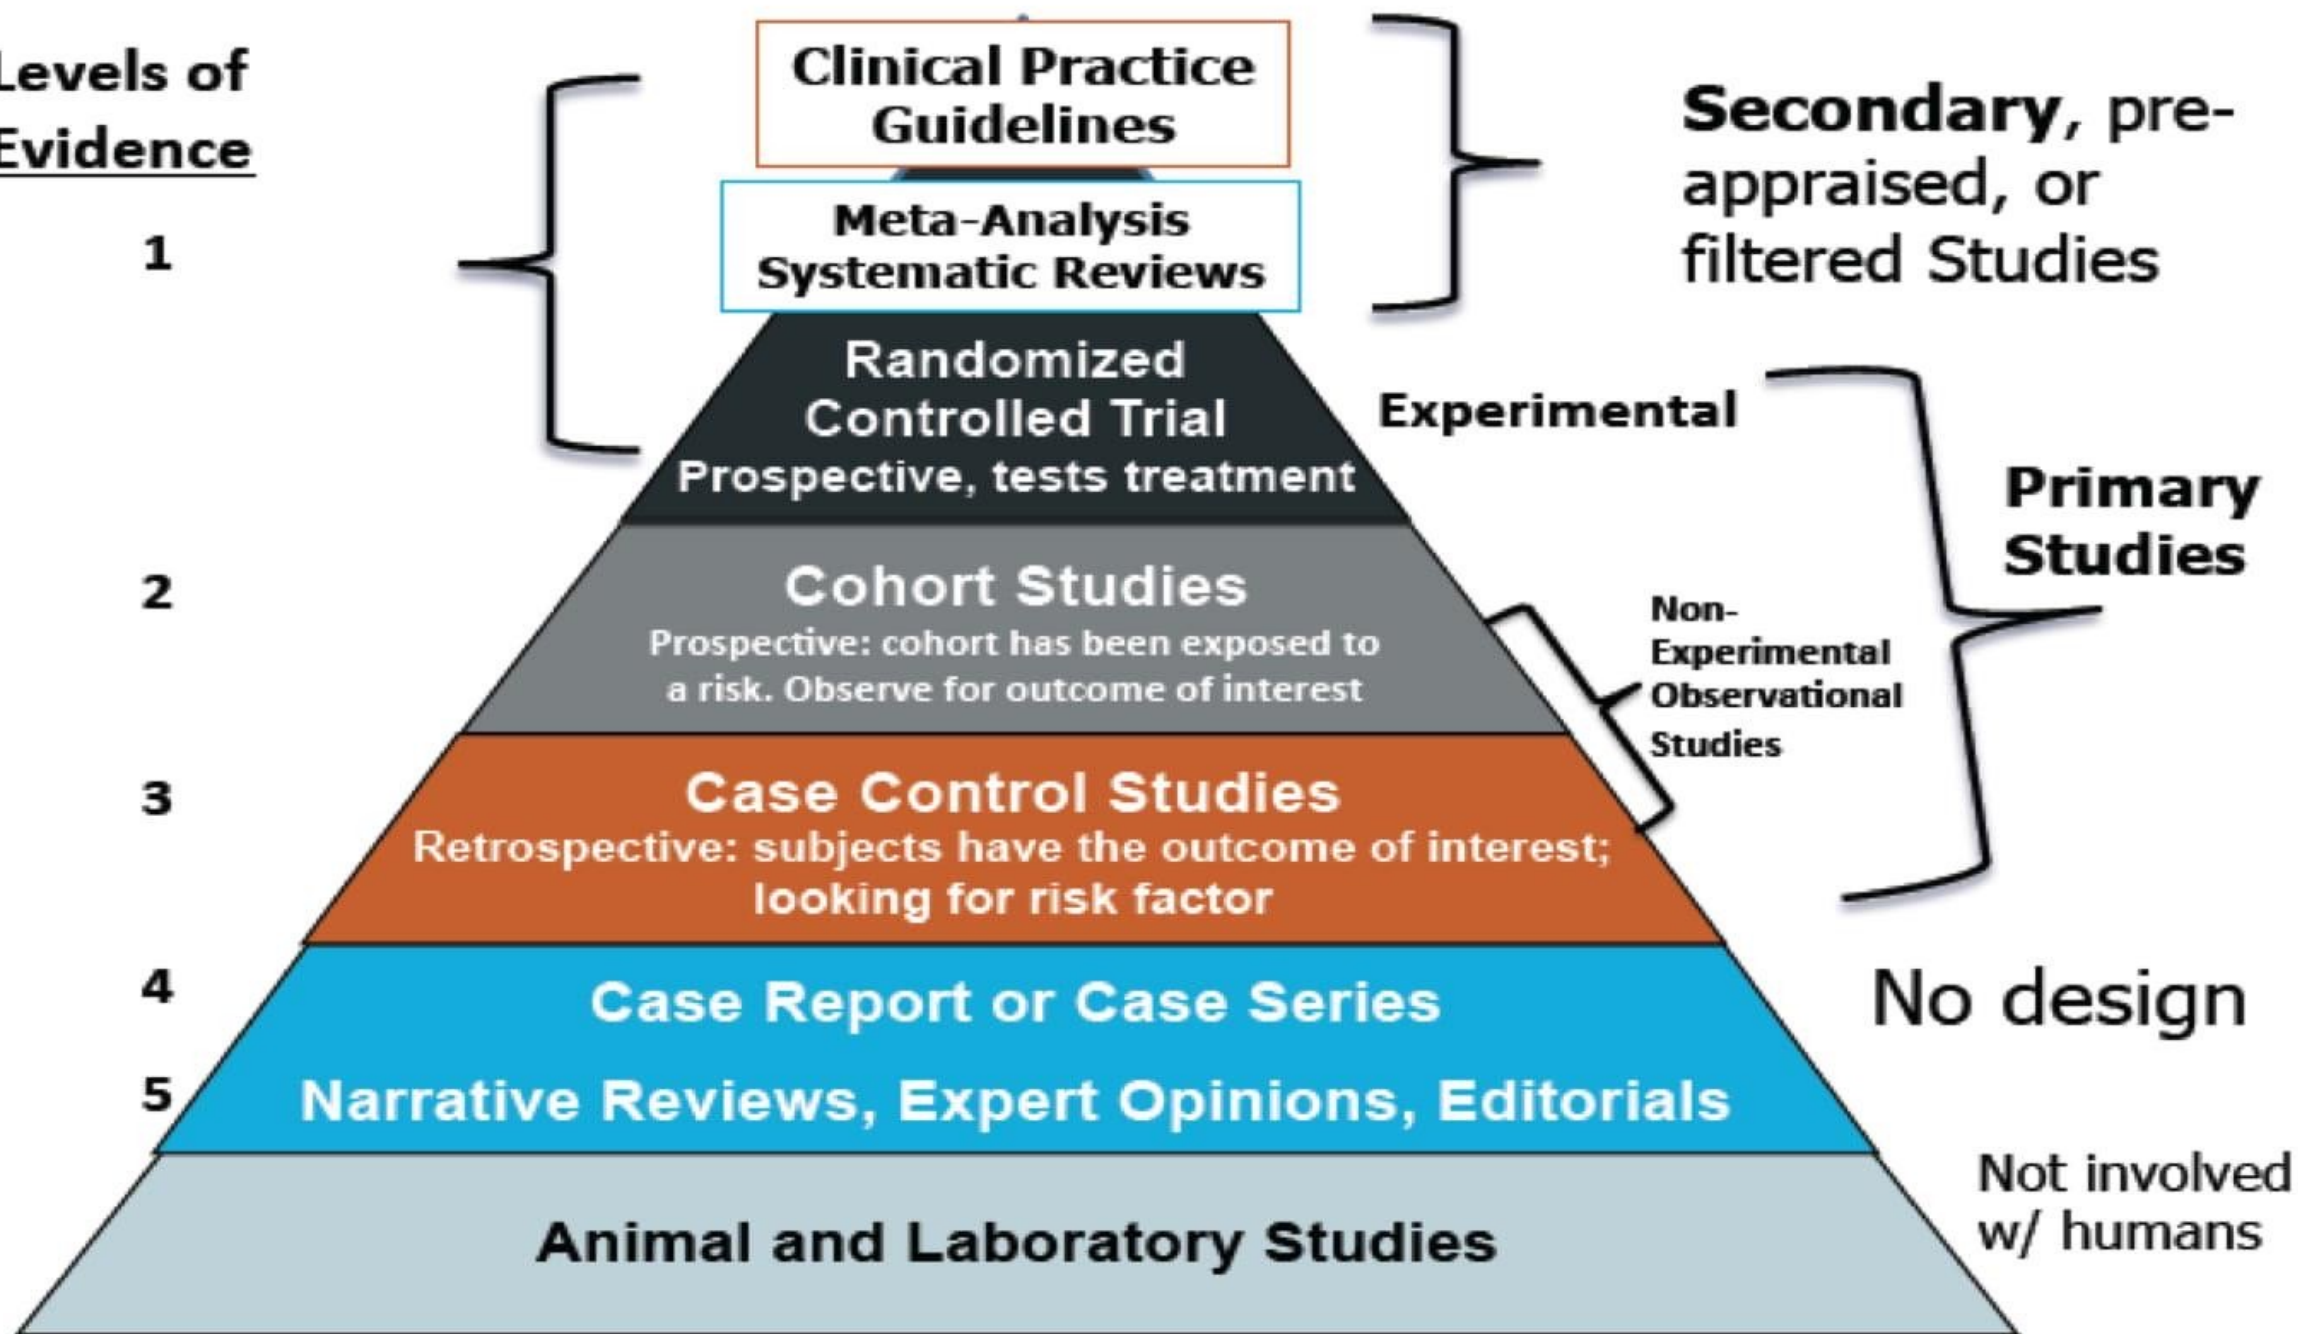 Levels of
Evidence
Clinical Practice
Guidelines
Secondary, pre-
appraised, or
filtered Studies
1
Meta-Analysis
Systematic Reviews
Randomized
Controlled Trial
Prospective, tests treatment
Experimental
Primary
Studies
2
Cohort Studies
Prospective: cohort has been exposed to
a risk. Observe for outcome of interest
Non-
Experimental
Observational
Studies
3
Case Control Studies
Retrospective: subjects have the outcome of interest;
looking for risk factor
4
Case Report or Case Series
No design
5
Narrative Reviews, Expert Opinions, Editorials
Animal and Laboratory Studies
Not involved
w/ humans